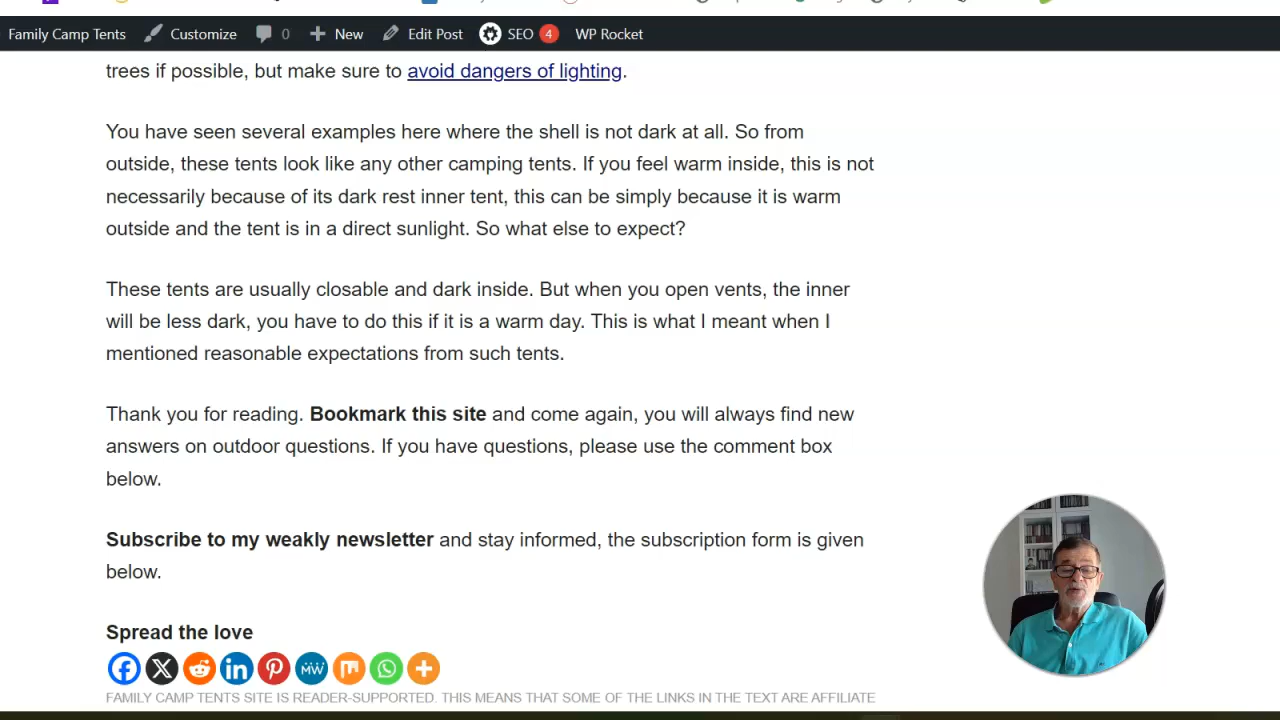 Family Camp Tents Customize 0 New Edit Post SEO 4 WP Rocket
trees if possible, but make sure to avoid dangers of lighting.
You have seen several examples here where the shell is not dark at all. So from
outside, these tents look like any other camping tents. If you feel warm inside, this is not
necessarily because of its dark rest inner tent, this can be simply because it is warm
outside and the tent is in a direct sunlight. So what else to expect?
These tents are usually closable and dark inside. But when you open vents, the inner
will be less dark, you have to do this if it is a warm day. This is what I meant when I
mentioned reasonable expectations from such tents.
Thank you for reading. Bookmark this site and come again, you will always find new
answers on outdoor questions. If you have questions, please use the comment box
below.
Subscribe to my weakly newsletter and stay informed, the subscription form is given
below.
Spread the love
MW
FAMILY CAMP TENTS SITE IS READER-SUPPORTED. THIS MEANS THAT SOME OF THE LINKS IN THE TEXT ARE AFFILIATE